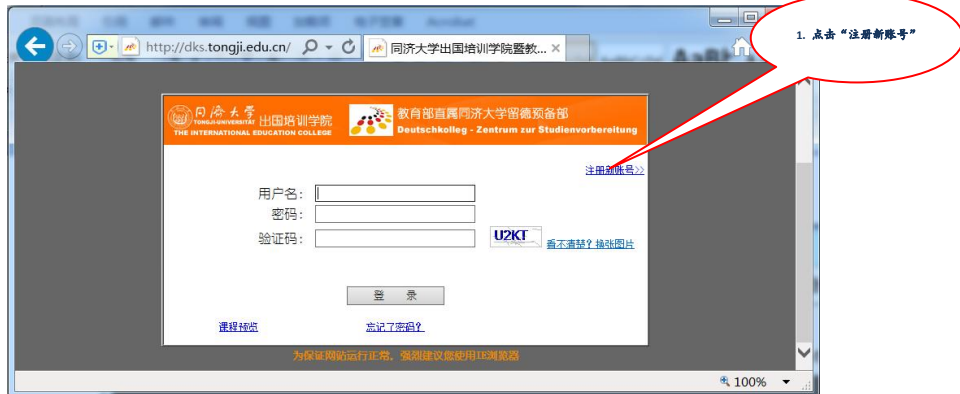 1. 点击“注册新账号”
http://dks.tongji.edu.cn/
同济大学出国培训学院暨教... ×
同济大学 出国培训学院
TONGJI UNIVERSITÄT
THE INTERNATIONAL EDUCATION COLLEGE
教育部直属同济大学留德预备部
Deutschkolleg - Zentrum zur Studienvorbereitung
注册新账号>>
用户名：
密码：
验证码：
U2KT
看不清楚？换张图片
登 录
课程预览
忘记了密码？
为保证网站运行正常，强烈建议您使用IE浏览器
100%